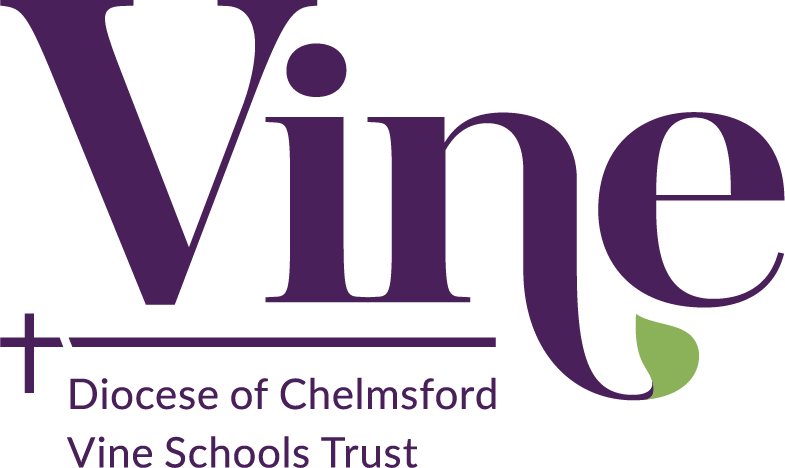 Vine
Diocese of Chelmsford
Vine Schools Trust